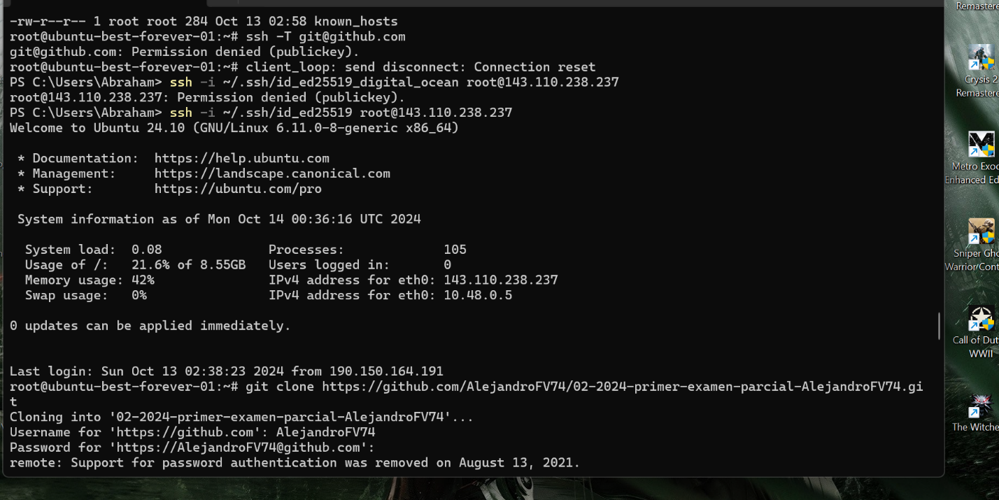 -rw-r--r-- 1 root root 284 Oct 13 02:58 known_hosts
root@ubuntu-best-forever-01:~# ssh -T git@github.com
git@github.com: Permission denied (publickey).
root@ubuntu-best-forever-01:~# client_loop: send disconnect: Connection reset
PS C:\Users\Abraham> ssh -i ~/.ssh/id_ed25519_digital_ocean root@143.110.238.237
root@143.110.238.237: Permission denied (publickey).
PS C:\Users\Abraham> ssh -i ~/.ssh/id_ed25519 root@143.110.238.237
Welcome to Ubuntu 24.10 (GNU/Linux 6.11.0-8-generic x86_64)
* Documentation: https://help.ubuntu.com
* Management: https://landscape.canonical.com
* Support: https://ubuntu.com/pro
System information as of Mon Oct 14 00:36:16 UTC 2024
System load: 0.08 Processes: 105
Usage of /: 21.6% of 8.55GB Users logged in: 0
Memory usage: 42% IPv4 address for eth0: 143.110.238.237
Swap usage: 0% IPv4 address for eth0: 10.48.0.5
0 updates can be applied immediately.
Last login: Sun Oct 13 02:38:23 2024 from 190.150.164.191
root@ubuntu-best-forever-01:~# git clone https://github.com/AlejandroFV74/02-2024-primer-examen-parcial-AlejandroFV74.gi
t
Cloning into '02-2024-primer-examen-parcial-AlejandroFV74'...
Username for 'https://github.com': AlejandroFV74
Password for 'https://AlejandroFV74@github.com':
remote: Support for password authentication was removed on August 13, 2021.
Remastere
Crysis 2
Remastere
Metro Exod
Enhanced Ed
Sniper Gho
Warrior Cont
Call of Dut
WWII
The Witche